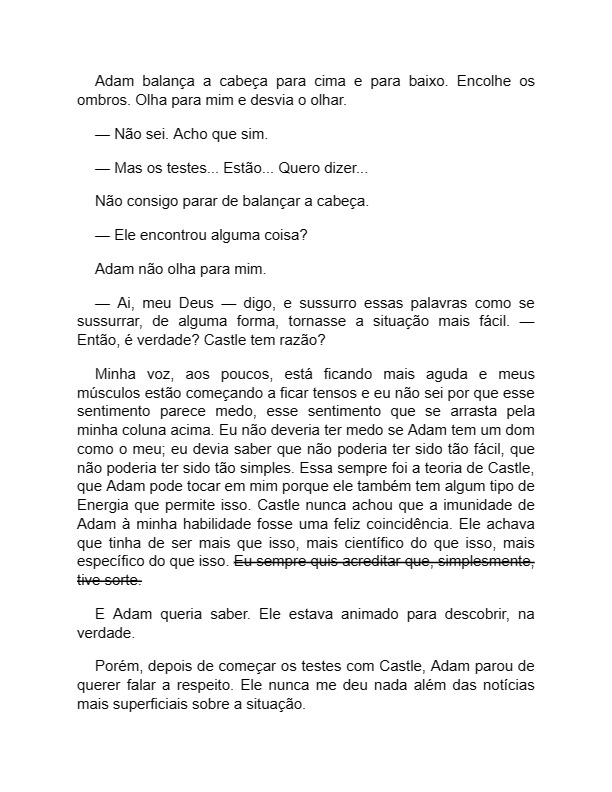 Adam balança a cabeça para cima e para baixo. Encolhe os
ombros. Olha para mim e desvia o olhar.
— Não sei. Acho que sim.
— Mas os testes... Estão... Quero dizer...
Não consigo parar de balançar a cabeça.
— Ele encontrou alguma coisa?
Adam não olha para mim.
— Ai, meu Deus — digo, e sussurro essas palavras como se
sussurrar, de alguma forma, tornasse a situação mais fácil. —
Então, é verdade? Castle tem razão?
Minha voz, aos poucos, está ficando mais aguda e meus
músculos estão começando a ficar tensos e eu não sei por que esse
sentimento parece medo, esse sentimento que se arrasta pela
minha coluna acima. Eu não deveria ter medo se Adam tem um dom
como o meu; eu devia saber que não poderia ter sido tão fácil, que
não poderia ter sido tão simples. Essa sempre foi a teoria de Castle,
que Adam pode tocar em mim porque ele também tem algum tipo de
Energia que permite isso. Castle nunca achou que a imunidade de
Adam à minha habilidade fosse uma feliz coincidência. Ele achava
que tinha de ser mais que isso, mais científico do que isso, mais
específico do que isso. Eu sempre quis acreditar que, simplesmente,
tive sorte.
E Adam queria saber. Ele estava animado para descobrir, na
verdade.
Porém, depois de começar os testes com Castle, Adam parou de
querer falar a respeito. Ele nunca me deu nada além das notícias
mais superficiais sobre a situação.